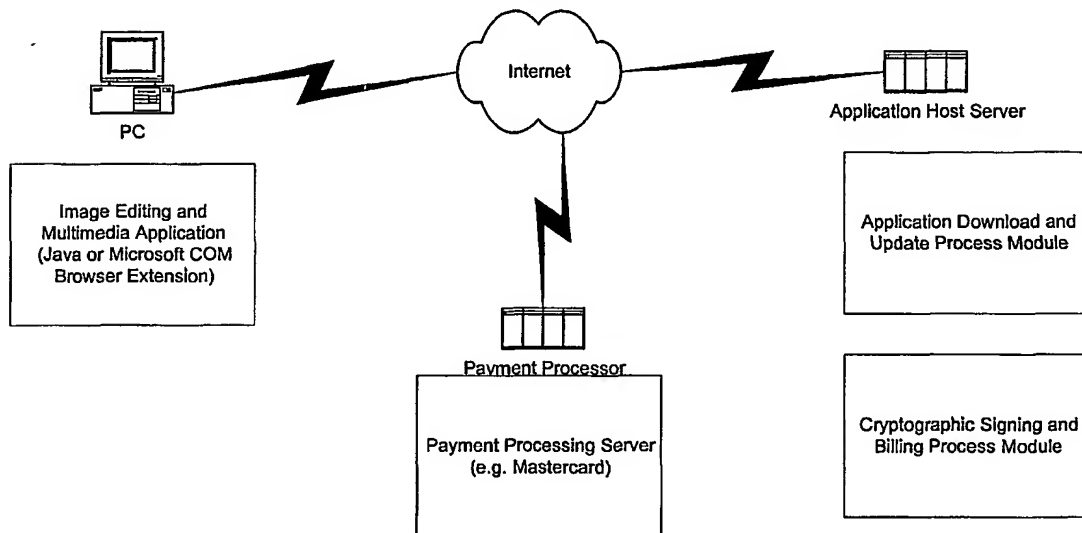 Internet
PC
Application Host Server
Image Editing and
Multimedia Application
(Java or Microsoft COM
Browser Extension)
Application Download and
Update Process Module
Payment Processor
Payment Processing Server
(e.g. Mastercard)
Cryptographic Signing and
Billing Process Module